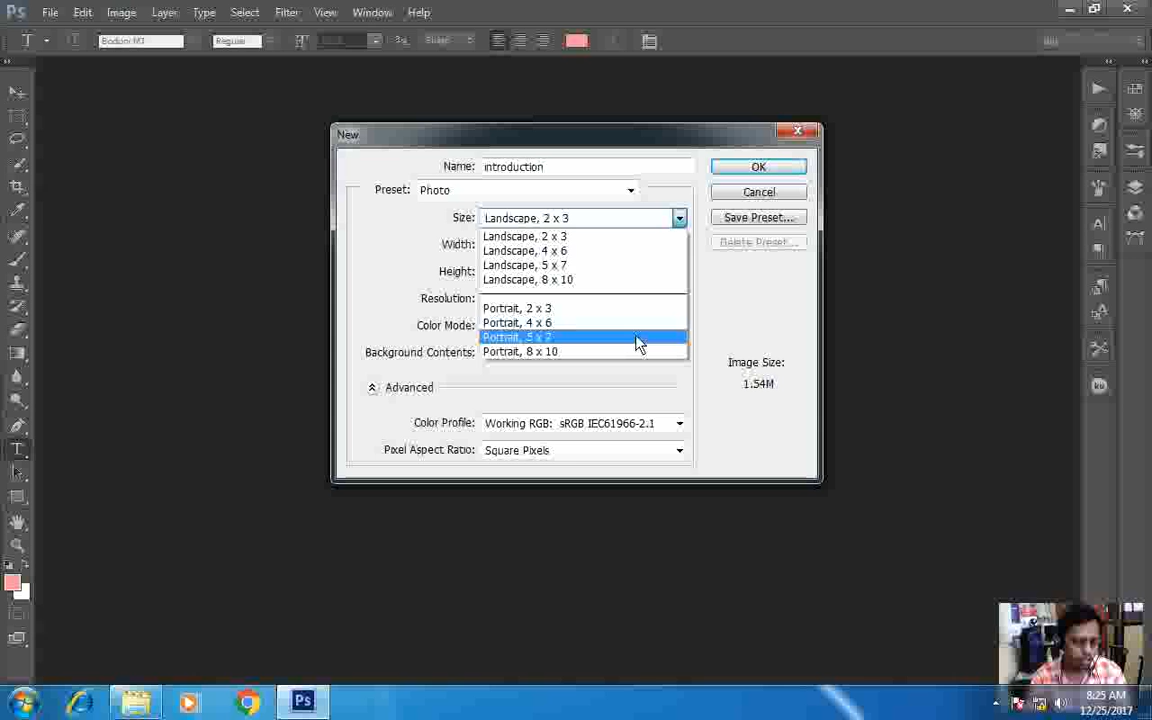 Ps File Edit Image Layer Type Select Filter View Window Help
T Regular
New
Name: introduction OK
Preset: Photo Cancel
Size: Landscape, 2 x 3 Save Preset...
Landscape, 2 x 3 Delete Preset...
Width: Landscape, 4 x 6
Landscape, 5 x 7
Height: Landscape, 8 x 10
Resolution:
Portrait, 2 x 3
Color Mode: Portrait, 4 x 6
Portrait, 5 x 7
Background Contents: Portrait, 8 x 10
Image Size:
1.54M
Advanced
Color Profile: Working RGB: sRGB IEC61966-2.1
Pixel Aspect Ratio: Square Pixels
ku
Ps
8:25 AM
12/25/2017